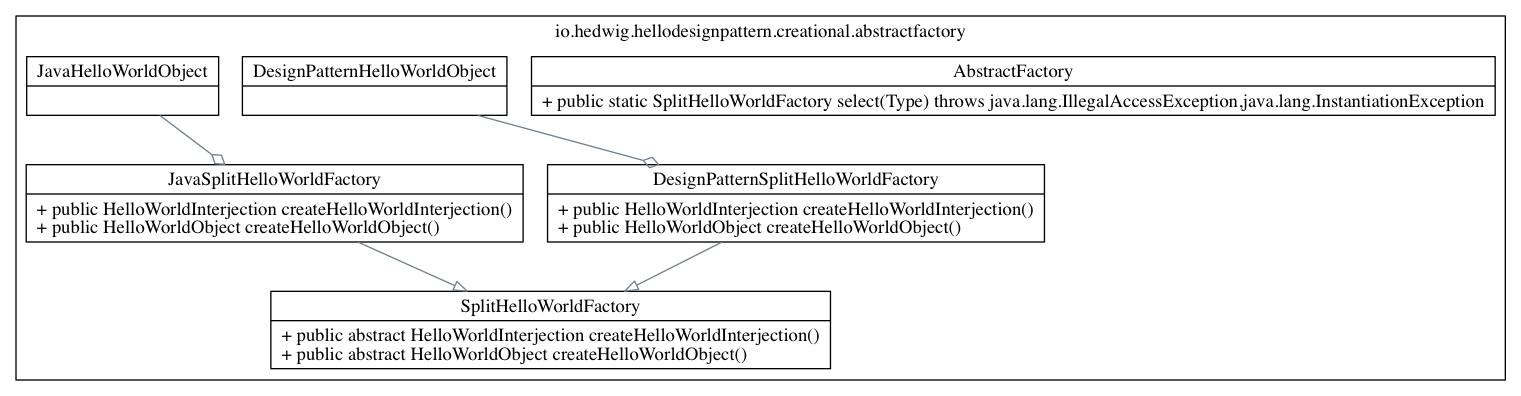 io.hedwig.hellodesignpattern.creational.abstractfactory
JavaHelloWorldObject
DesignPatternHelloWorldObject
AbstractFactory
+ public static SplitHelloWorldFactory select(Type) throws java.lang.IllegalAccessException,java.lang.InstantiationException
JavaSplitHelloWorldFactory
+ public HelloWorldInterjection createHelloWorldInterjection()
+ public HelloWorldObject createHelloWorldObject()
DesignPatternSplitHelloWorldFactory
+ public HelloWorldInterjection createHelloWorldInterjection()
+ public HelloWorldObject createHelloWorldObject()
SplitHelloWorldFactory
+ public abstract HelloWorldInterjection createHelloWorldInterjection()
+ public abstract HelloWorldObject createHelloWorldObject()